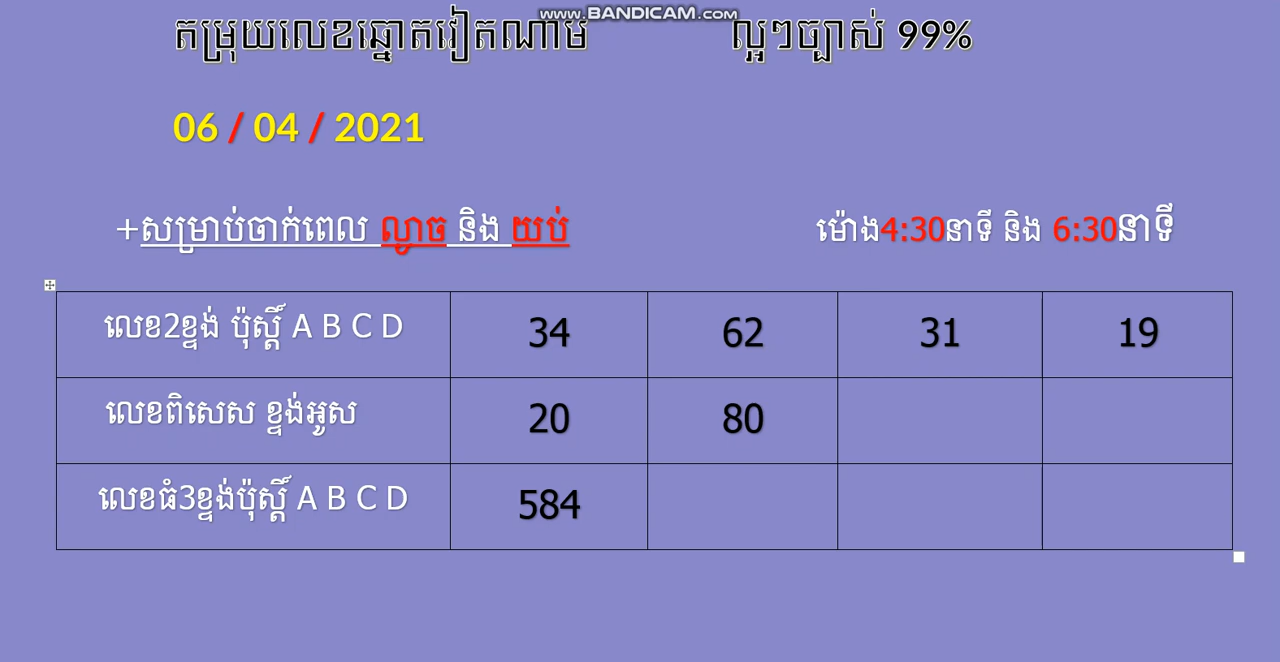 www.BANDICAM.com
តម្រុយលេខឆ្នោតវៀតណាម ល្អៗច្បាស់ 99%
06 / 04 / 2021
+សម្រាប់ចាក់ពេល ល្ងាច និង យប់ ម៉ោង4:30នាទី និង 6:30នាទី
លេខ2ខ្ទង់ ប៉ុស្តិ៍ A B C D 34 62 31 19
លេខពិសេស ខ្ទង់អូស 20 80
លេខធំ3ខ្ទង់ប៉ុស្តិ៍ A B C D 584